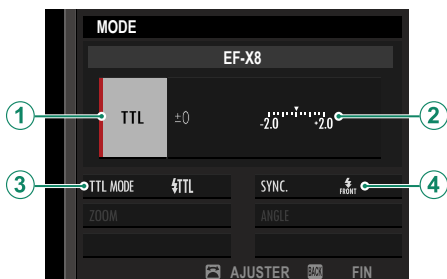 MODE
EF-X8
1 TTL ±0 -2.0 +2.0 2
3 TTL MODE TTL SYNC. FRONT 4
ZOOM ANGLE
AJUSTER BACK FIN